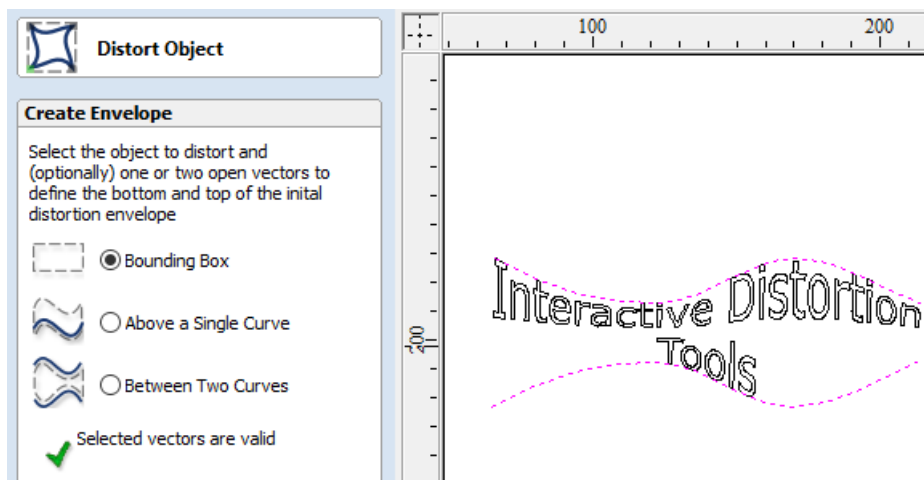 Distort Object
Create Envelope
Select the object to distort and
(optionally) one or two open vectors to
define the bottom and top of the inital
distortion envelope
Bounding Box
Above a Single Curve
Between Two Curves
Selected vectors are valid
100 200
200
Interactive Distortion
Tools